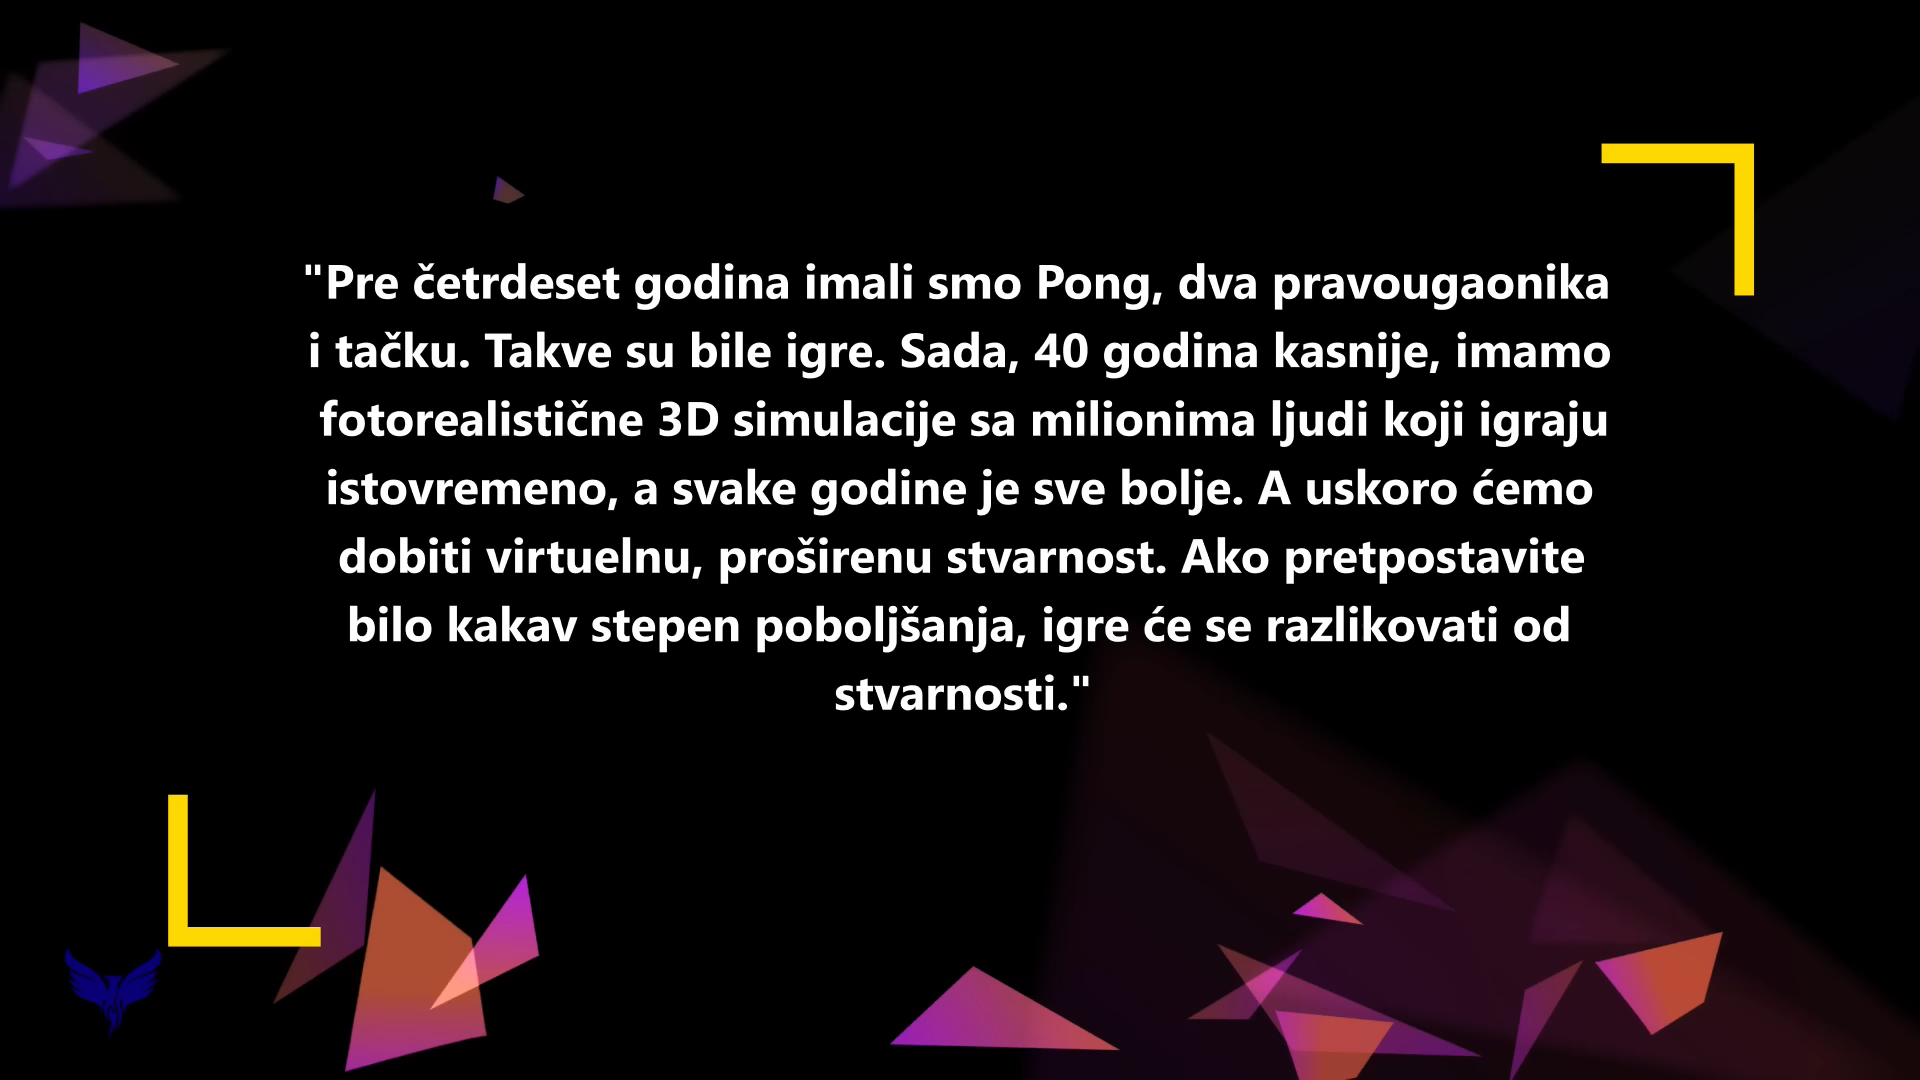 "Pre četrdeset godina imali smo Pong, dva pravougaonika
i tačku. Takve su bile igre. Sada, 40 godina kasnije, imamo
fotorealistične 3D simulacije sa milionima ljudi koji igraju
istovremeno, a svake godine je sve bolje. A uskoro ćemo
dobiti virtuelnu, proširenu stvarnost. Ako pretpostavite
bilo kakav stepen poboljšanja, igre će se razlikovati od
stvarnosti."